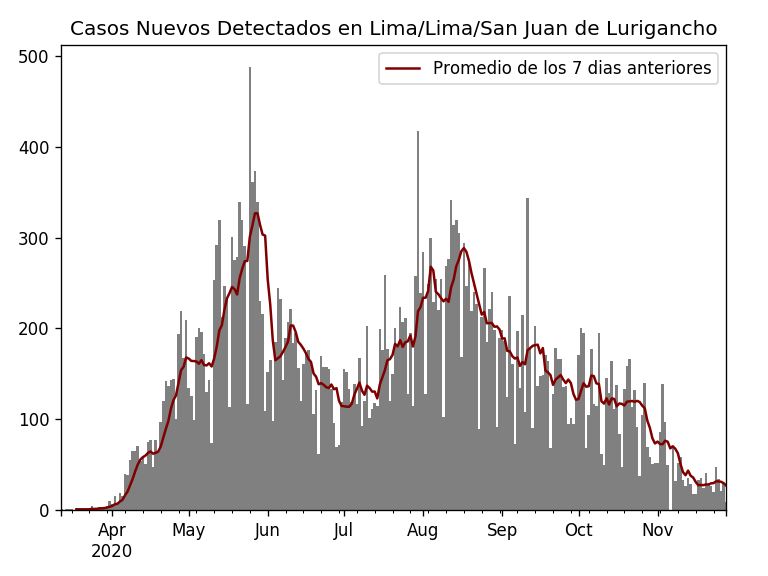 Casos Nuevos Detectados en Lima/Lima/San Juan de Lurigancho
Promedio de los 7 dias anteriores
500
400
300
200
100
0
Apr May Jun Jul Aug Sep Oct Nov
2020